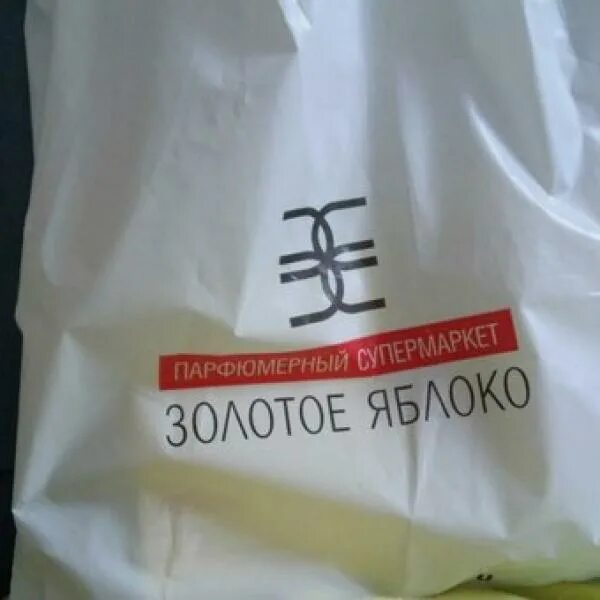 ПАРФЮМЕРНЫЙ СУПЕРМАРКЕТ
ЗОЛОТОЕ ЯБЛОКО